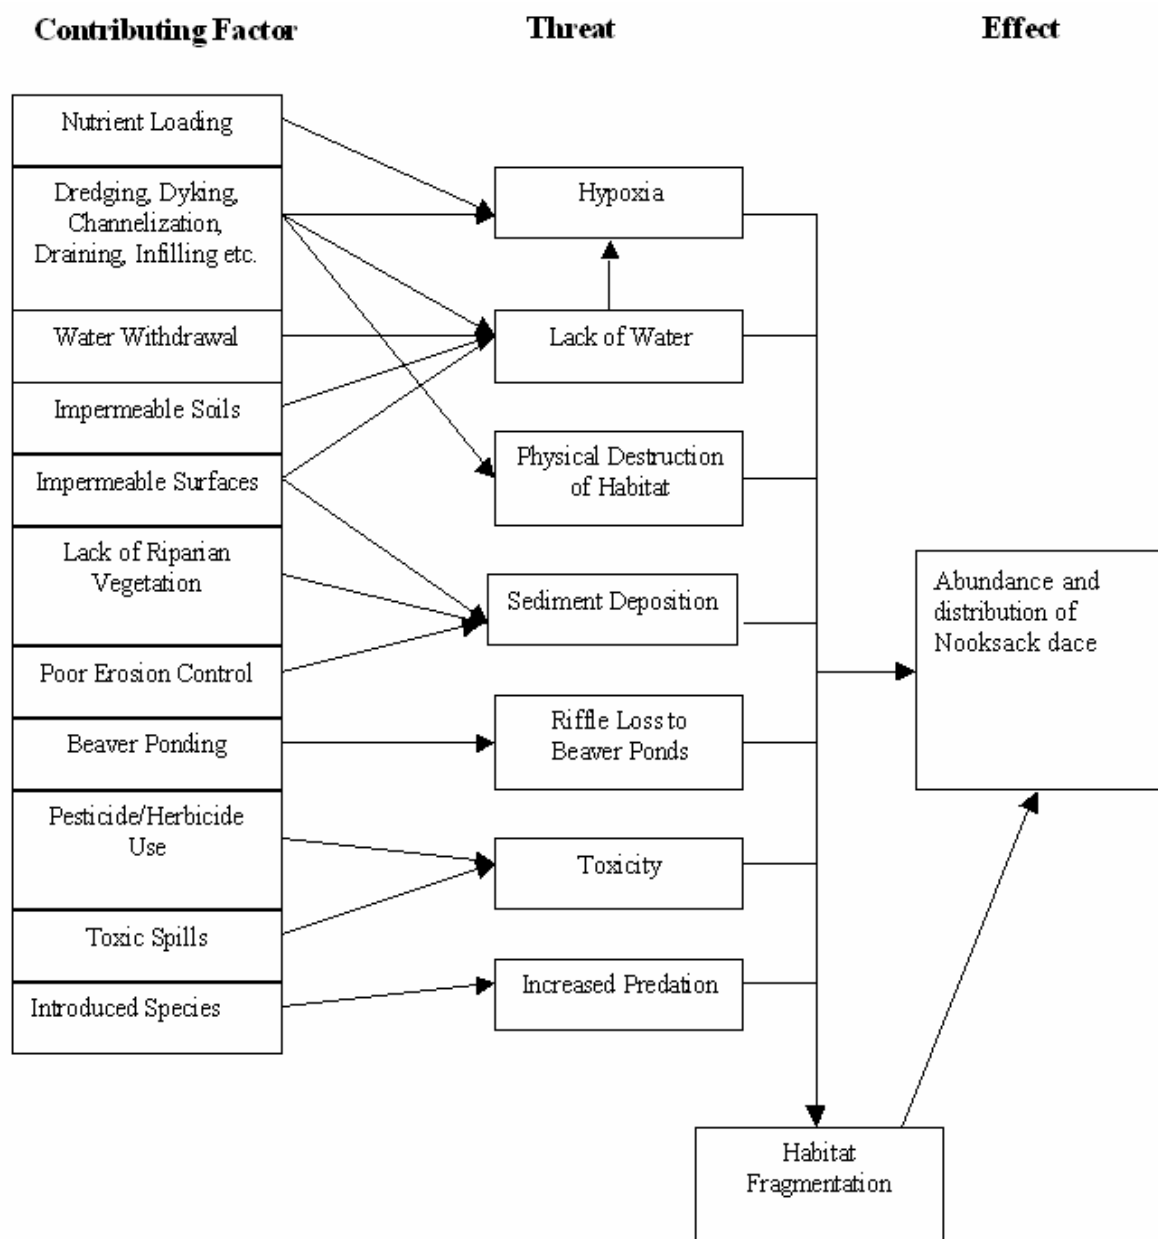 Contributing Factor
Threat
Effect
Nutrient Loading
Dredging, Dyking,
Channelization,
Draining, Infilling etc.
Water Withdrawal
Impermeable Soils
Impermeable Surfaces
Lack of Riparian
Vegetation
Poor Erosion Control
Beaver Ponding
Pesticide/Herbicide
Use
Toxic Spills
Introduced Species
Hypoxia
Lack of Water
Physical Destruction
of Habitat
Sediment Deposition
Riffle Loss to
Beaver Ponds
Toxicity
Increased Predation
Habitat
Fragmentation
Abundance and
distribution of
Nooksack dace